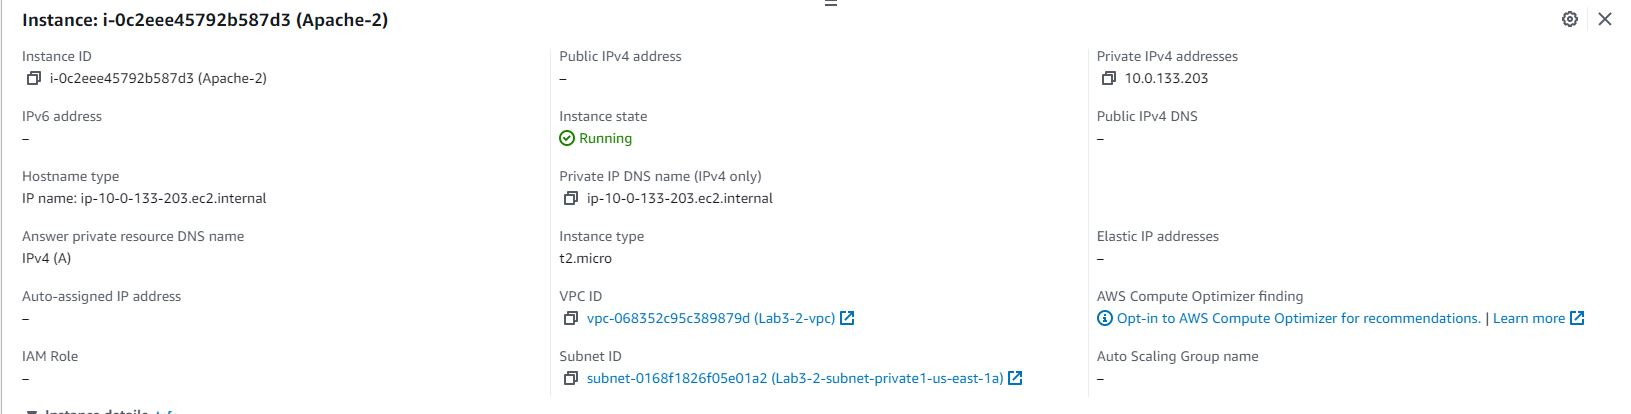 Instance: i-0c2eee45792b587d3 (Apache-2)
Instance ID
i-0c2eee45792b587d3 (Apache-2)
Public IPv4 address
–
Private IPv4 addresses
10.0.133.203
IPv6 address
–
Instance state
Running
Public IPv4 DNS
–
Hostname type
IP name: ip-10-0-133-203.ec2.internal
Private IP DNS name (IPv4 only)
ip-10-0-133-203.ec2.internal
Answer private resource DNS name
IPv4 (A)
Instance type
t2.micro
Elastic IP addresses
–
Auto-assigned IP address
–
VPC ID
vpc-068352c95c389879d (Lab3-2-vpc)
AWS Compute Optimizer finding
Opt-in to AWS Compute Optimizer for recommendations. | Learn more
IAM Role
–
Subnet ID
subnet-0168f1826f05e01a2 (Lab3-2-subnet-private1-us-east-1a)
Auto Scaling Group name
–
Instance details